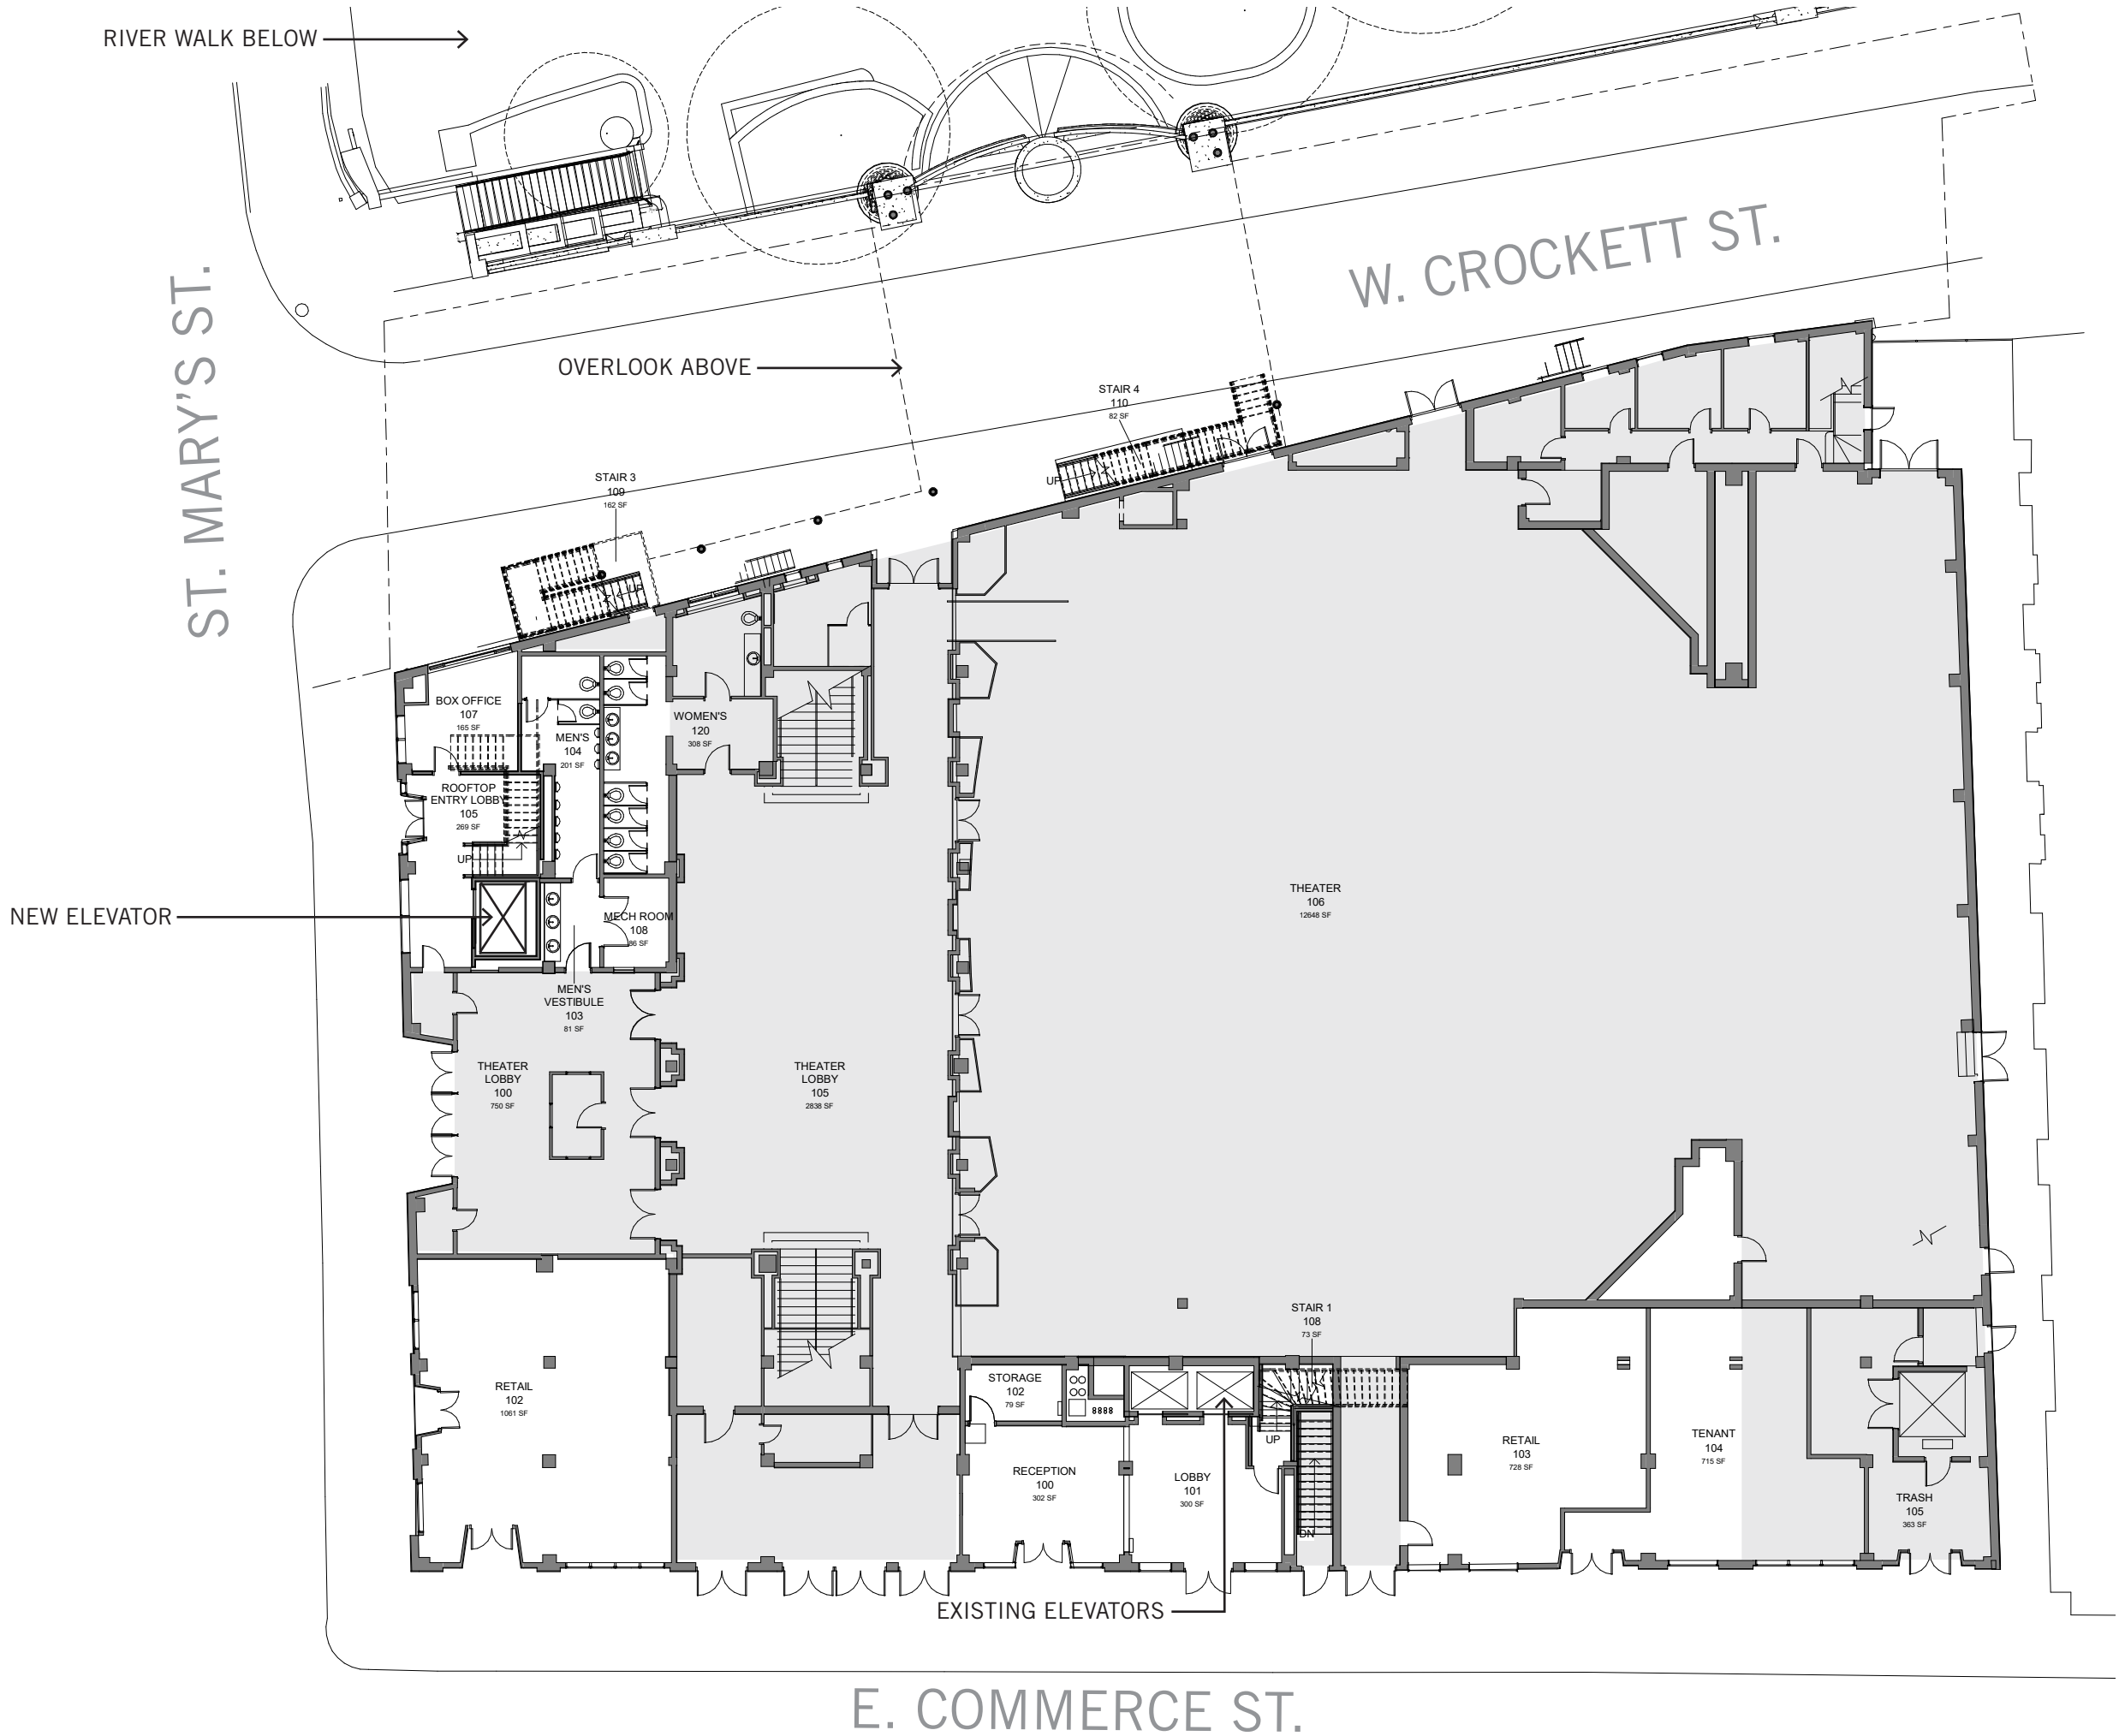 RIVER WALK BELOW
W. CROCKETT ST.
ST. MARY'S ST.
OVERLOOK ABOVE
STAIR 4
110
82 SF
UP
STAIR 3
109
162 SF
UP
BOX OFFICE
107
165 SF
MEN'S
104
201 SF
WOMEN'S
120
308 SF
ROOFTOP
ENTRY LOBBY
105
269 SF
UP
NEW ELEVATOR
MECH ROOM
108
86 SF
THEATER
106
12648 SF
MEN'S
VESTIBULE
103
81 SF
THEATER
LOBBY
100
750 SF
THEATER
LOBBY
105
2838 SF
STAIR 1
108
73 SF
RETAIL
102
1061 SF
STORAGE
102
79 SF
UP
RECEPTION
100
302 SF
LOBBY
101
300 SF
DN
RETAIL
103
728 SF
TENANT
104
715 SF
TRASH
105
363 SF
EXISTING ELEVATORS
E. COMMERCE ST.